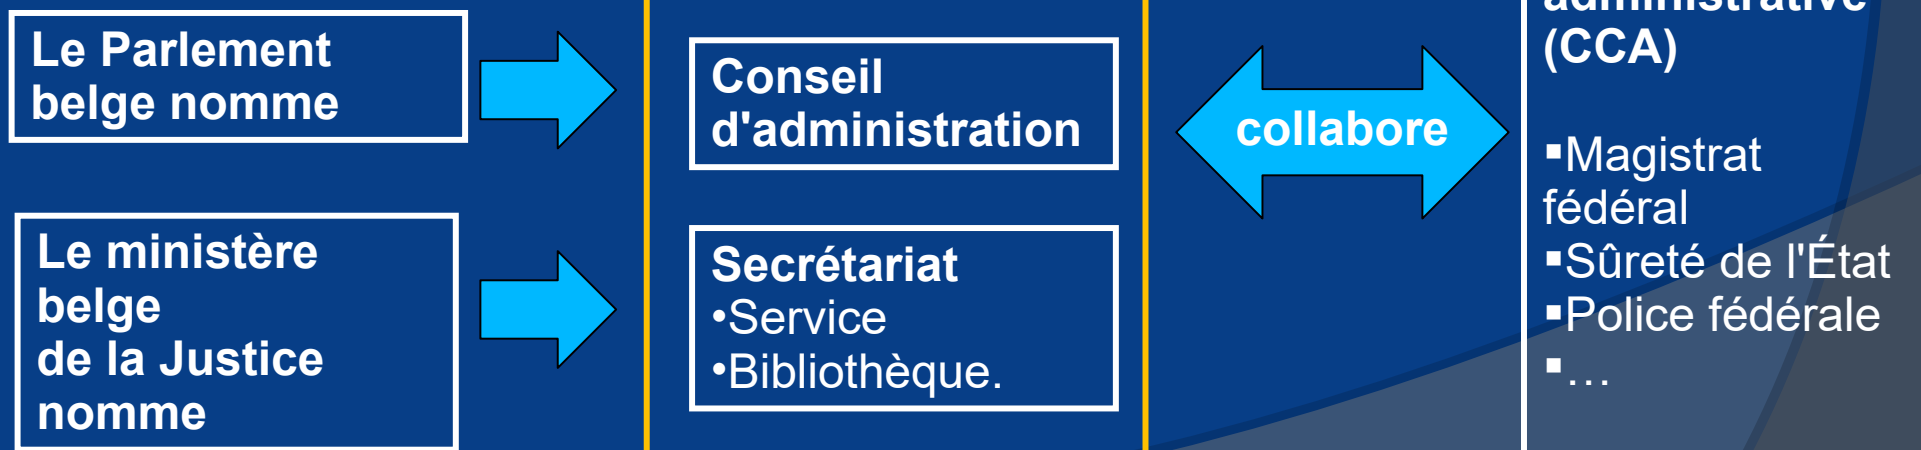 Le Parlement
belge nomme
Le ministère
belge
de la Justice
nomme
Conseil
d'administration
Secrétariat
•Service
•Bibliothèque.
collabore
administrative
(CCA)
▪Magistrat
fédéral
▪Sûreté de l'État
▪Police fédérale
▪…